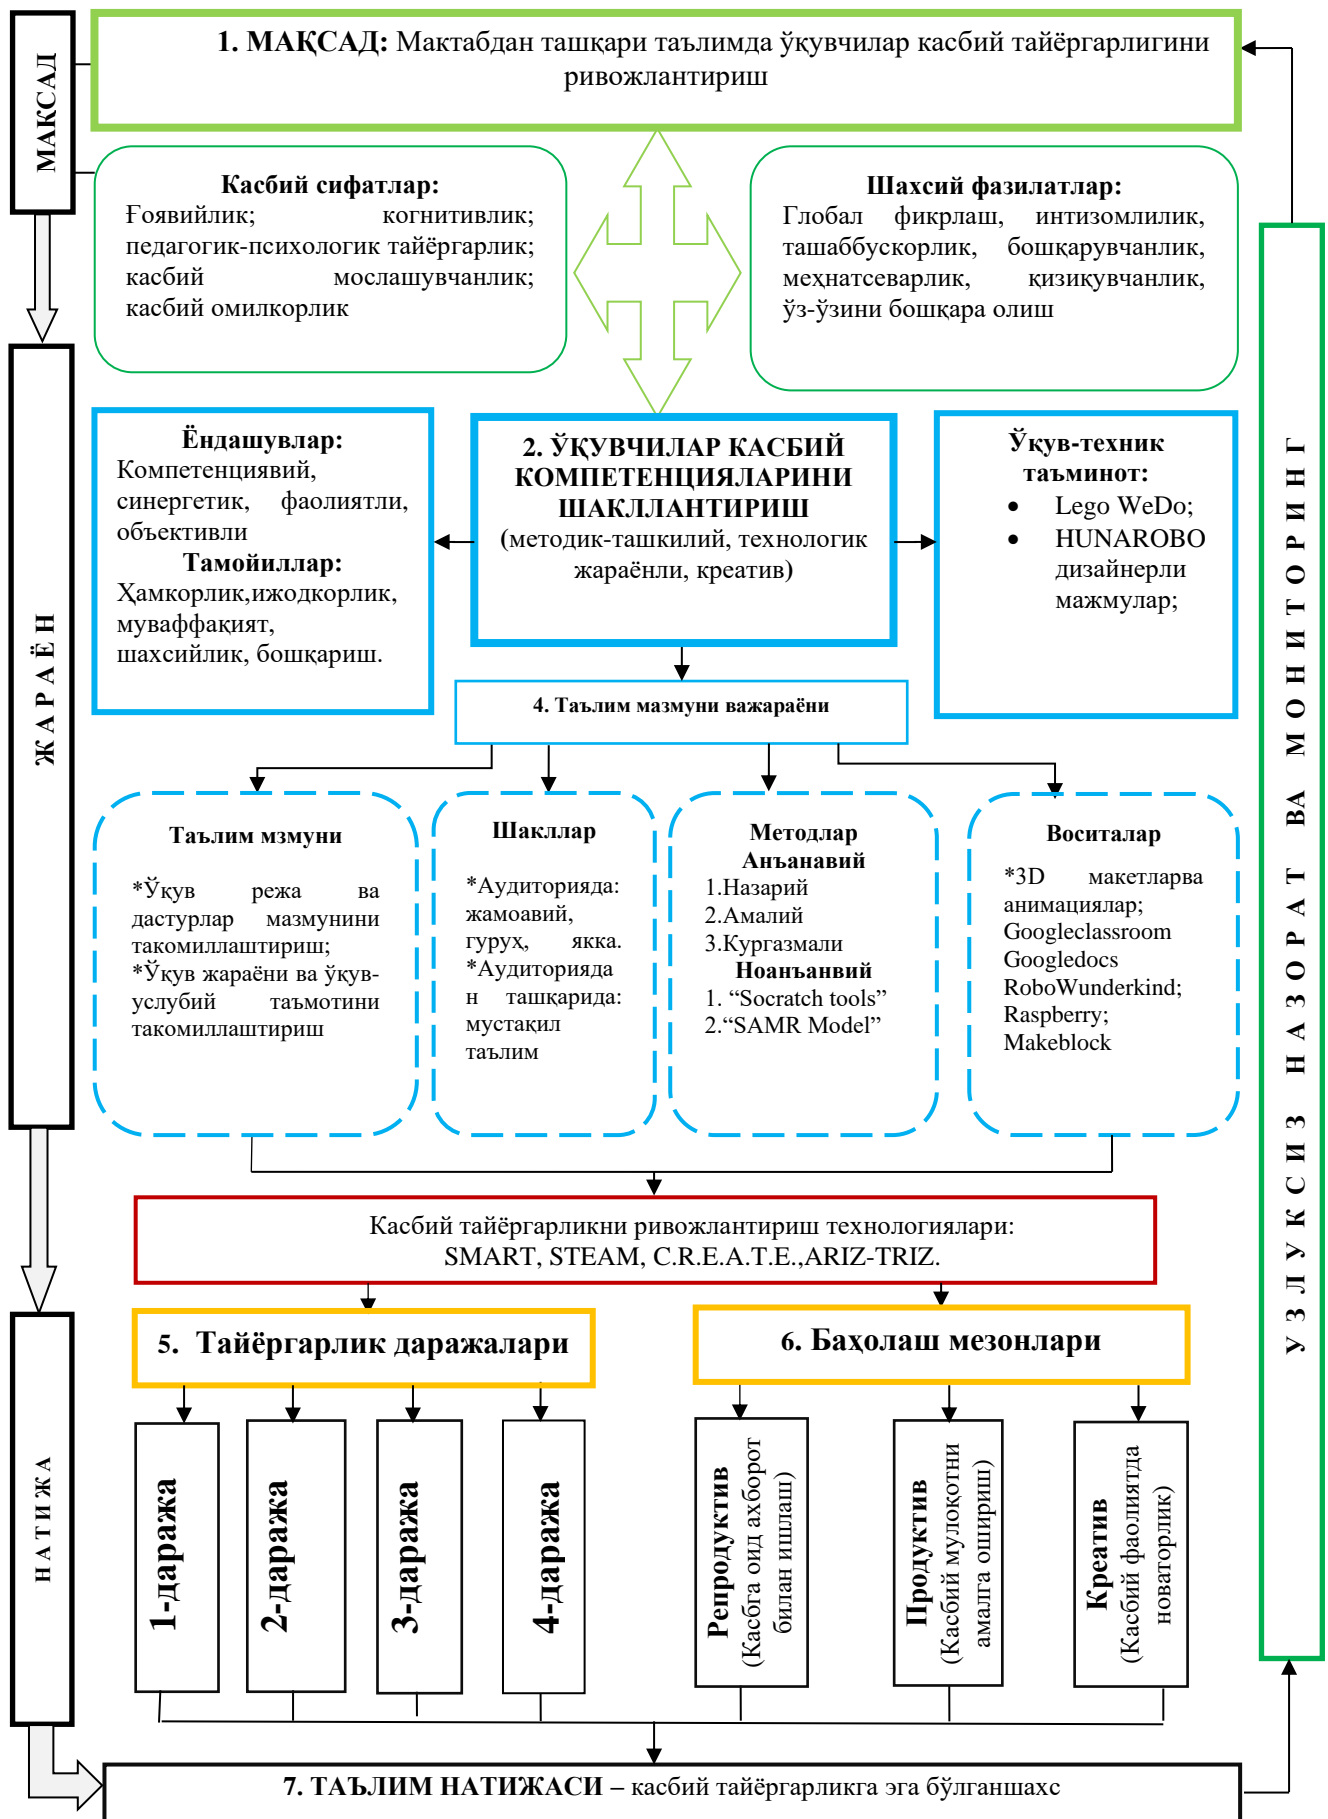 МАКСАД
1. МАҚСАД: Мактабдан ташқари таълимда ўқувчилар касбий тайёргарлигини
ривожлантириш
Касбий сифатлар:
Ғоявийлик; когнитивлик;
педагогик-психологик тайёргарлик;
касбий мослашувчанлик;
касбий омилкорлик
Шахсий фазилатлар:
Глобал фикрлаш, интизомлилик,
ташаббускорлик, бошқарувчанлик,
меҳнатсеварлик, қизиқувчанлик,
ўз-ўзини бошқара олиш
ЖАРАЁН
Ёндашувлар:
Компетенциявий,
синергетик, фаолиятли,
объективли
Тамойиллар:
Ҳамкорлик,ижодкорлик,
муваффақият,
шахсийлик, бошқариш.
2. ЎҚУВЧИЛАР КАСБИЙ
КОМПЕТЕНЦИЯЛАРИНИ
ШАКЛЛАНТИРИШ
(методик-ташкилий, технологик
жараёнли, креатив)
Ўқув-техник
таъминот:
• Lego WeDo;
• HUNAROBO
дизайнерли
мажмулар;
4. Таълим мазмуни важараёни
Таълим мзмуни
*Ўқув режа ва
дастурлар мазмунини
такомиллаштириш;
*Ўқув жараёни ва ўқув-
услубий таъмотини
такомиллаштириш
Шакллар
*Аудиторияда:
жамоавий,
гуруҳ, якка.
*Аудиторияда
н ташқарида:
мустақил
таълим
Методлар
Анъанавий
1.Назарий
2.Амалий
3.Кургазмали
Ноанъанвий
1. “Socratch tools”
2.“SAMR Model”
Воситалар
*3D макетларва
анимациялар;
Googleclassroom
Googledocs
RoboWunderkind;
Raspberry;
Makeblock
УЗЛУКСИЗ НАЗОРАТ ВА МОНИТОРИНГ
Касбий тайёргарликни ривожлантириш технологиялари:
SMART, STEAM, C.R.E.A.T.E.,ARIZ-TRIZ.
НАТИЖА
5. Тайёргарлик даражалари
6. Баҳолаш мезонлари
1-даража
2-даража
3-даража
4-даража
Репродуктив
(Касбга оид ахборот
билан ишлаш)
Продуктив
(Касбий мулоқотни
амалга ошириш)
Креатив
(Касбий фаолиятда
новаторлик)
7. ТАЪЛИМ НАТИЖАСИ – касбий тайёргарликга эга бўлганшахс